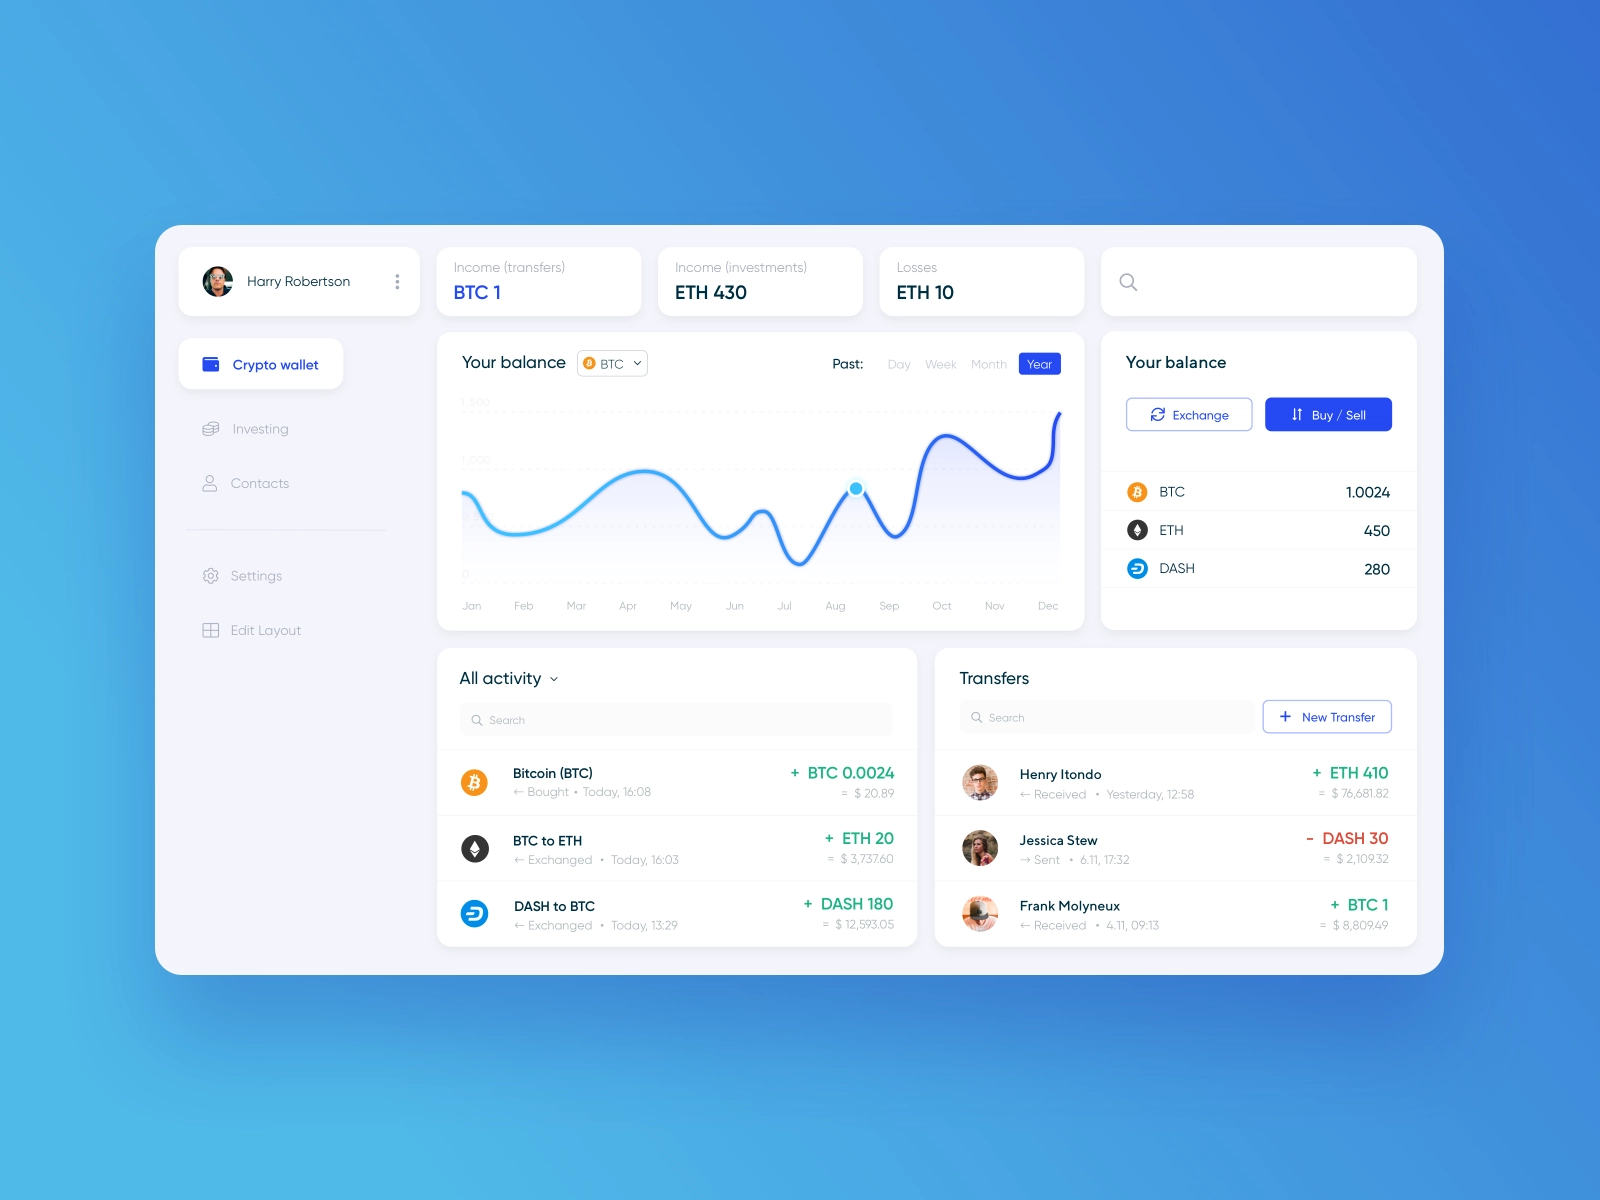 Harry Robertson
Income (transfers)
BTC 1
Income (investments)
ETH 430
Losses
ETH 10
Crypto wallet
Investing
Contacts
Settings
Edit Layout
Your balance
BTC
Past:
Day
Week
Month
Year
1,500
1,000
0
Jan
Feb
Mar
Apr
May
Jun
Jul
Aug
Sep
Oct
Nov
Dec
Your balance
Exchange
Buy / Sell
BTC
1.0024
ETH
450
DASH
280
All activity
Search
Bitcoin (BTC)
+ BTC 0.0024
← Bought • Today, 16:08
= $ 20.89
BTC to ETH
+ ETH 20
← Exchanged • Today, 16:03
= $ 3,737.60
DASH to BTC
+ DASH 180
← Exchanged • Today, 13:29
= $ 12,593.05
Transfers
Search
+ New Transfer
Henry Itondo
+ ETH 410
← Received • Yesterday, 12:58
= $ 76,681.82
Jessica Stew
- DASH 30
→ Sent • 6.11, 17:32
= $ 2,109.32
Frank Molyneux
+ BTC 1
← Received • 4.11, 09:13
= $ 8,809.49